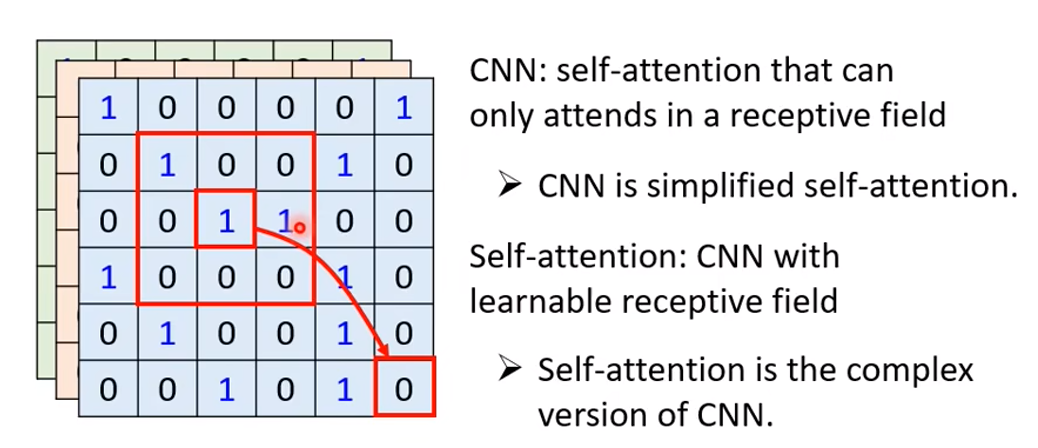 1 0 0 0 0 1
0 1 0 0 1 0
0 0 1 1 0 0
1 0 0 0 1 0
0 1 0 0 1 0
0 0 1 0 1 0
CNN: self-attention that can
only attends in a receptive field
➢ CNN is simplified self-attention.
Self-attention: CNN with
learnable receptive field
➢ Self-attention is the complex
version of CNN.